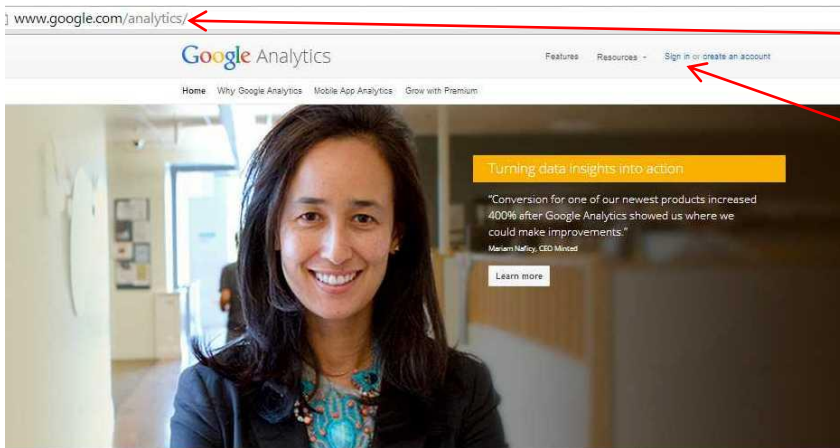 www.google.com/analytics/
Google Analytics
Features Resources Sign in or create an account
Home Why Google Analytics Mobile App Analytics Grow with Premium
Turning data insights into action
"Conversion for one of our newest products increased
400% after Google Analytics showed us where we
could make improvements."
Mariam Naficy, CEO Minted
Learn more